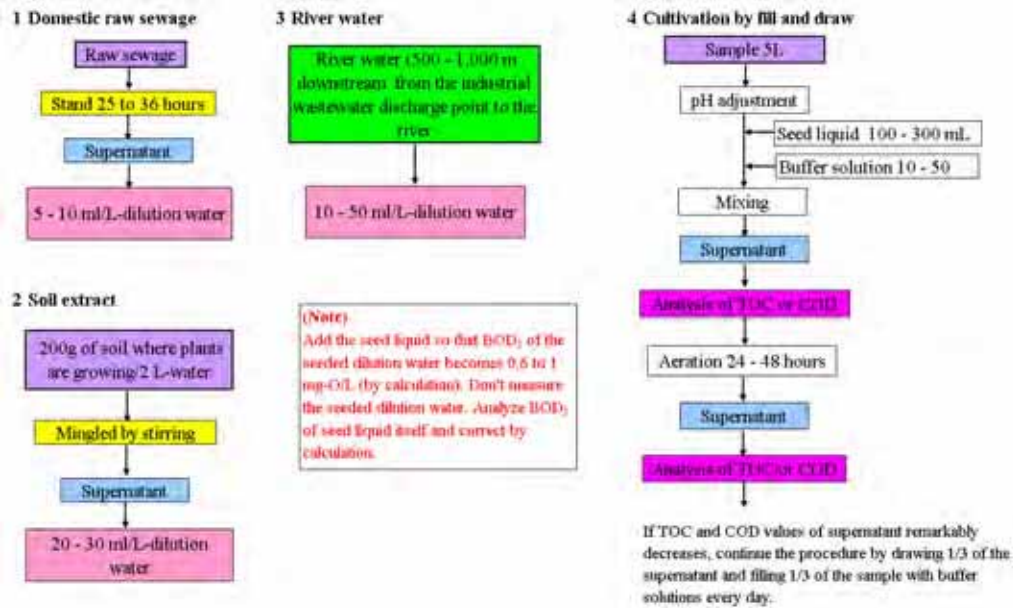 1 Domestic raw sewage
Raw sewage
Stand 25 to 36 hours
Supernatant
5 - 10 ml/L-dilution water
2 Soil extract
200g of soil where plants
are growing/2 L-water
Mingled by stirring
Supernatant
20 - 30 ml/L-dilution
water
3 River water
River water (500 - 1,000 m
downstream from the industrial
wastewater discharge point to the
river
10 - 50 ml/L-dilution water
(Note)
Add the seed liquid so that BOD5 of the
seeded dilution water becomes 0.6 to 1
mg-O/L (by calculation). Don't measure
the seeded dilution water. Analyze BOD5
of seed liquid itself and correct by
calculation.
4 Cultivation by fill and draw
Sample 5L
pH adjustment
Seed liquid 100 - 300 mL
Buffer solution 10 - 50
Mixing
Supernatant
Analysis of TOC or COD
Aeration 24 - 48 hours
Supernatant
Analysis of TOC or COD
If TOC and COD values of supernatant remarkably
decreases, continue the procedure by drawing 1/3 of the
supernatant and filling 1/3 of the sample with buffer
solutions every day.